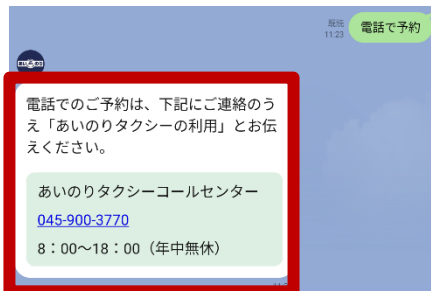 既読
11:23
電話で予約
電話でのご予約は、下記にご連絡のう
え「あいのりタクシーの利用」とお伝
えください。
あいのりタクシーコールセンター
045-900-3770
8：00～18：00（年中無休）